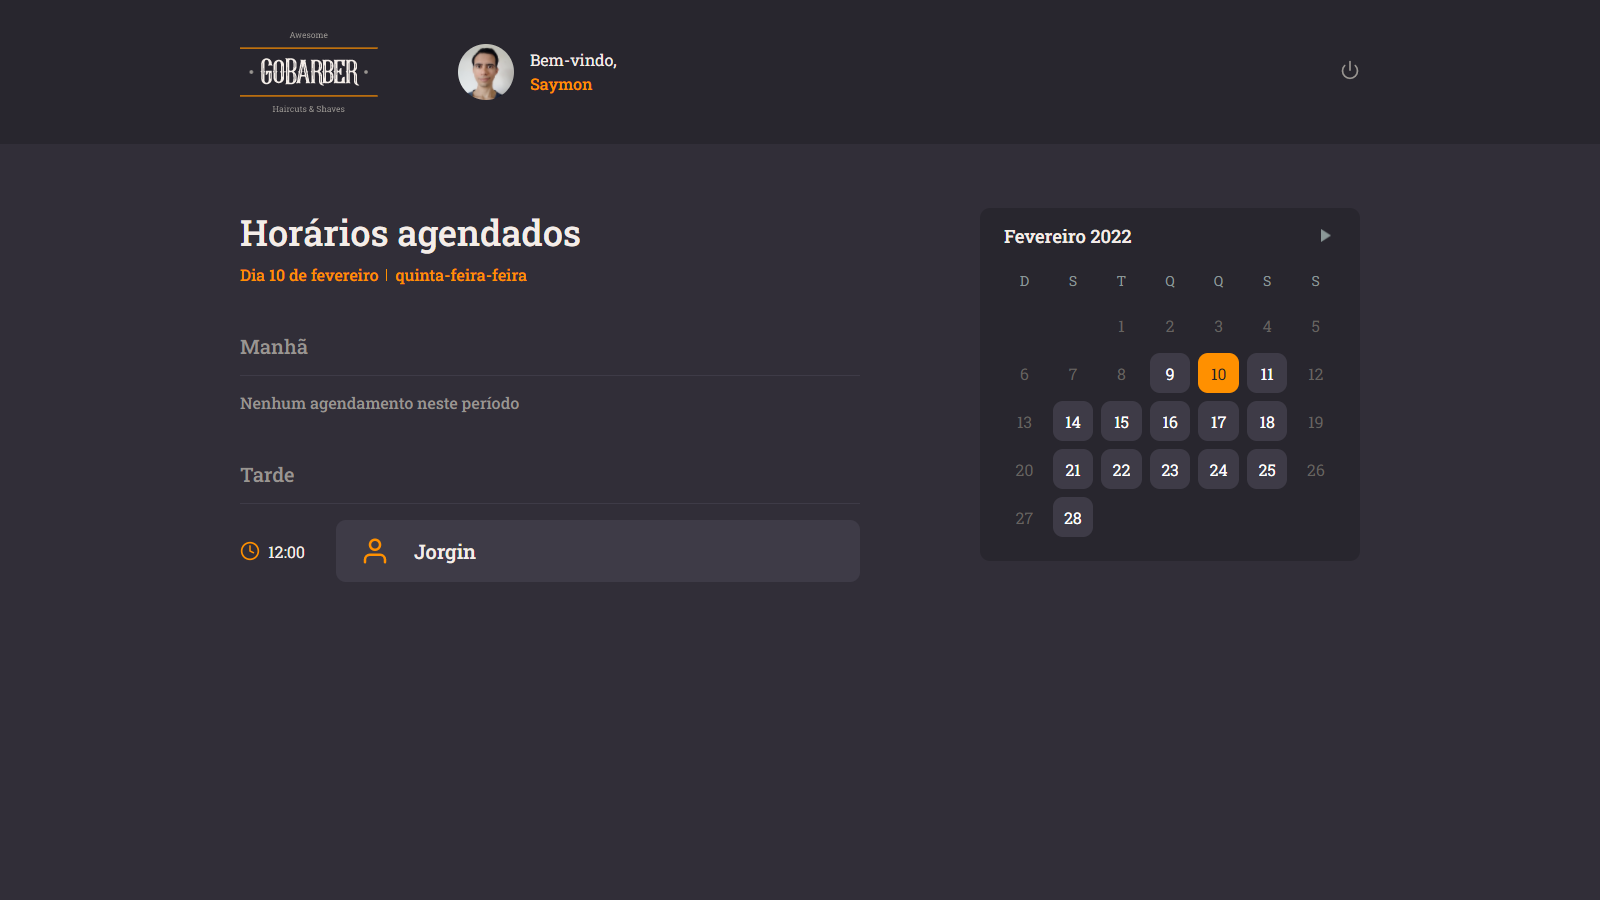 Awesome
GOBARBER
Haircuts & Shaves
Bem-vindo,
Saymon
Horários agendados
Dia 10 de fevereiro | quinta-feira-feira
Manhã
Nenhum agendamento neste período
Tarde
12:00 Jorgin
Fevereiro 2022
D S T Q Q S S
1 2 3 4 5
6 7 8 9 10 11 12
13 14 15 16 17 18 19
20 21 22 23 24 25 26
27 28